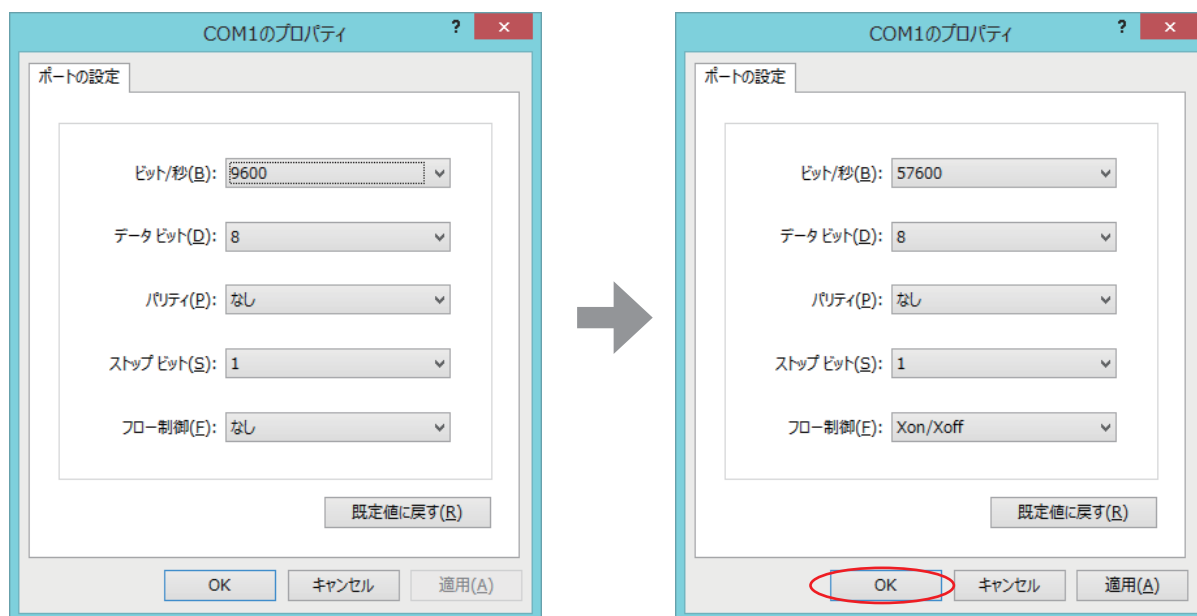 COM1のプロパティ
?
×
ポートの設定
ビット/秒(B): 9600
データ ビット(D): 8
パリティ(P): なし
ストップ ビット(S): 1
フロー制御(F): なし
既定値に戻す(R)
OK
キャンセル
適用(A)
COM1のプロパティ
?
×
ポートの設定
ビット/秒(B): 57600
データ ビット(D): 8
パリティ(P): なし
ストップ ビット(S): 1
フロー制御(F): Xon/Xoff
既定値に戻す(R)
OK
キャンセル
適用(A)